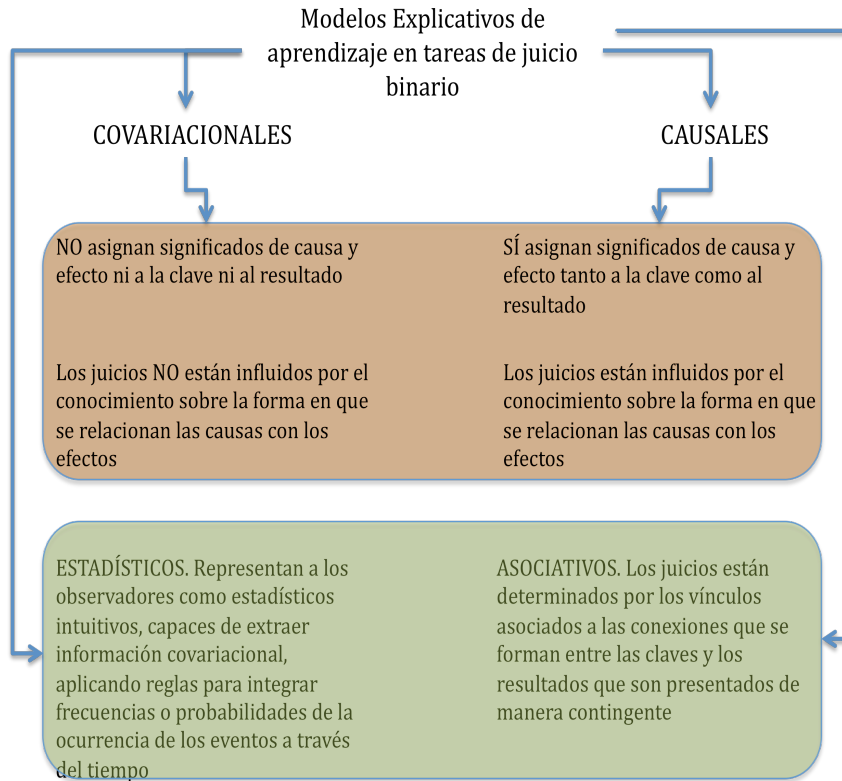 Modelos Explicativos de
aprendizaje en tareas de juicio
binario
COVARIACIONALES
CAUSALES
NO asignan significados de causa y
efecto ni a la clave ni al resultado
SÍ asignan significados de causa y
efecto tanto a la clave como al
resultado
Los juicios NO están influidos por el
conocimiento sobre la forma en que
se relacionan las causas con los
efectos
Los juicios están influidos por el
conocimiento sobre la forma en que
se relacionan las causas con los
efectos
ESTADÍSTICOS. Representan a los
observadores como estadísticos
intuitivos, capaces de extraer
información covariacional,
aplicando reglas para integrar
frecuencias o probabilidades de la
ocurrencia de los eventos a través
del tiempo
ASOCIATIVOS. Los juicios están
determinados por los vínculos
asociados a las conexiones que se
forman entre las claves y los
resultados que son presentados de
manera contingente